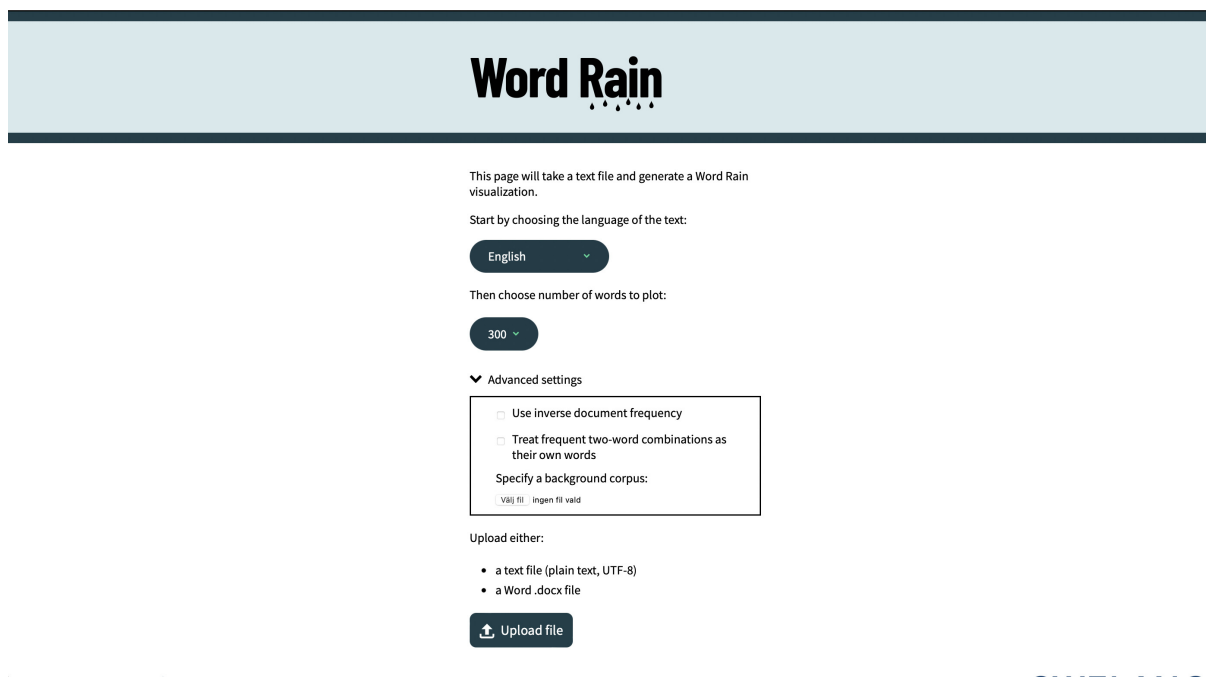 Word Rain
This page will take a text file and generate a Word Rain
visualization.
Start by choosing the language of the text:
English
Then choose number of words to plot:
300
Advanced settings
Use inverse document frequency
Treat frequent two-word combinations as
their own words
Specify a background corpus:
Välj fil ingen fil vald
Upload either:
• a text file (plain text, UTF-8)
• a Word .docx file
Upload file